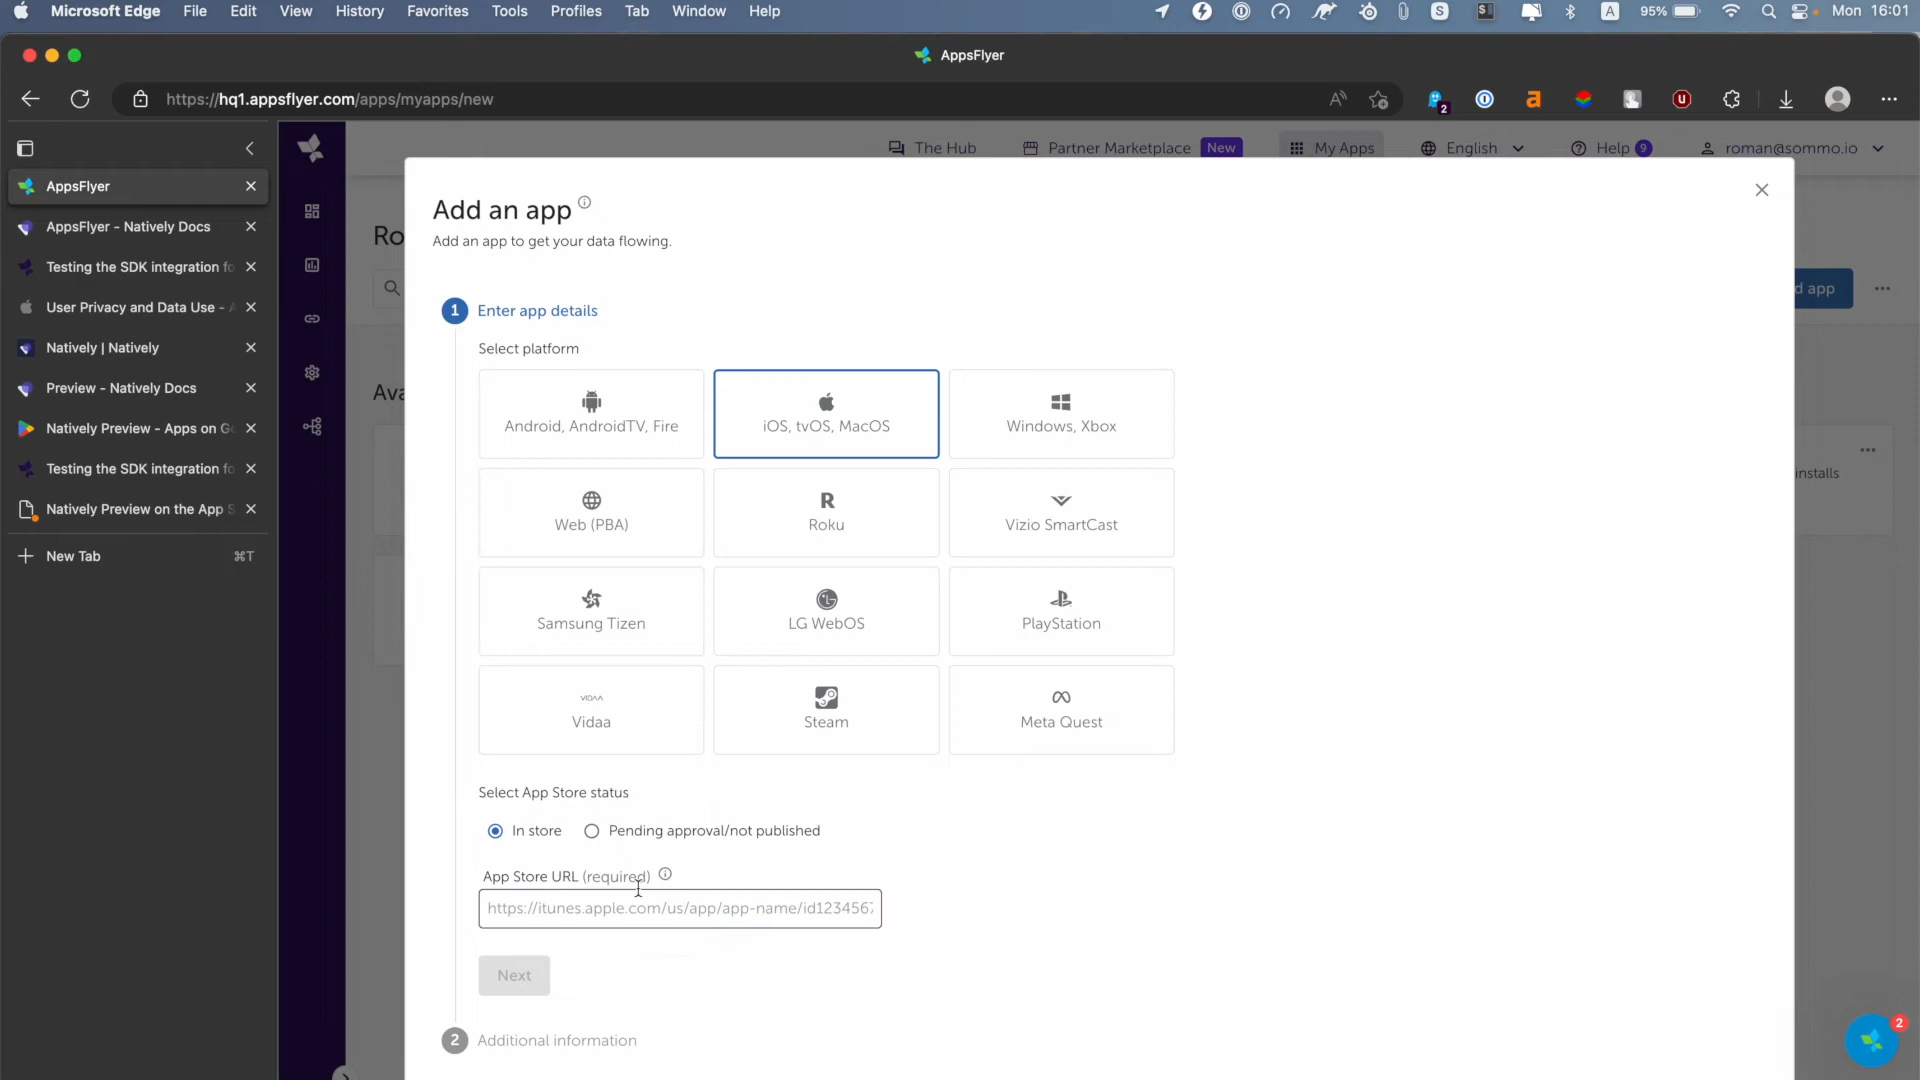 Microsoft Edge File Edit View History Favorites Tools Profiles Tab Window Help S $ A 95% Mon 16:01
AppsFlyer
https://hq1.appsflyer.com/apps/myapps/new 2
The Hub Partner Marketplace New My Apps English Help 9 roman@sommo.io
AppsFlyer
AppsFlyer - Natively Docs
Testing the SDK integration fo
User Privacy and Data Use - A
Natively | Natively
Preview - Natively Docs
Natively Preview - Apps on Go
Testing the SDK integration fo
Natively Preview on the App S
New Tab ⌘T
Ro
Ava
d app
installs
Add an app
Add an app to get your data flowing.
1 Enter app details
Select platform
Android, AndroidTV, Fire
iOS, tvOS, MacOS
Windows, Xbox
Web (PBA)
Roku
Vizio SmartCast
Samsung Tizen
LG WebOS
PlayStation
VIDAA
Vidaa
Steam
Meta Quest
Select App Store status
In store Pending approval/not published
App Store URL (required)
https://itunes.apple.com/us/app/app-name/id1234567
Next
2 Additional information
2